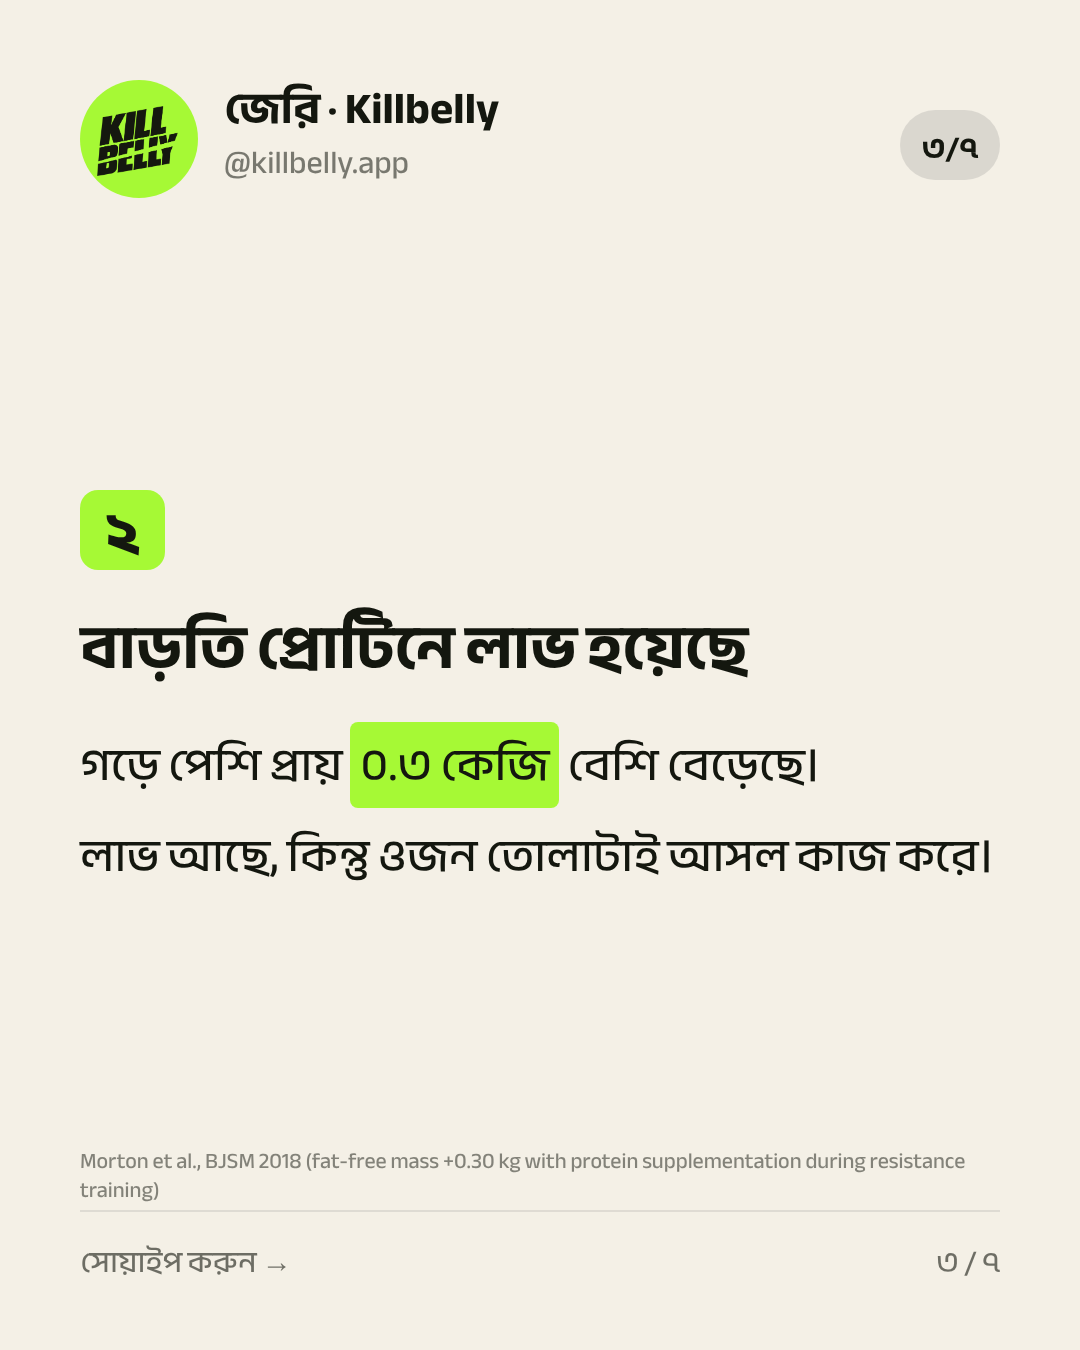 KILL
BELLY
জেরি · Killbelly
@killbelly.app
৩/৭
২
বাড়তি প্রোটিনে লাভ হয়েছে
গড়ে পেশি প্রায় ০.৩ কেজি বেশি বেড়েছে।
লাভ আছে, কিন্তু ওজন তোলাটাই আসল কাজ করে।
Morton et al., BJSM 2018 (fat-free mass +0.30 kg with protein supplementation during resistance
training)
সোয়াইপ করুন →
৩ / ৭